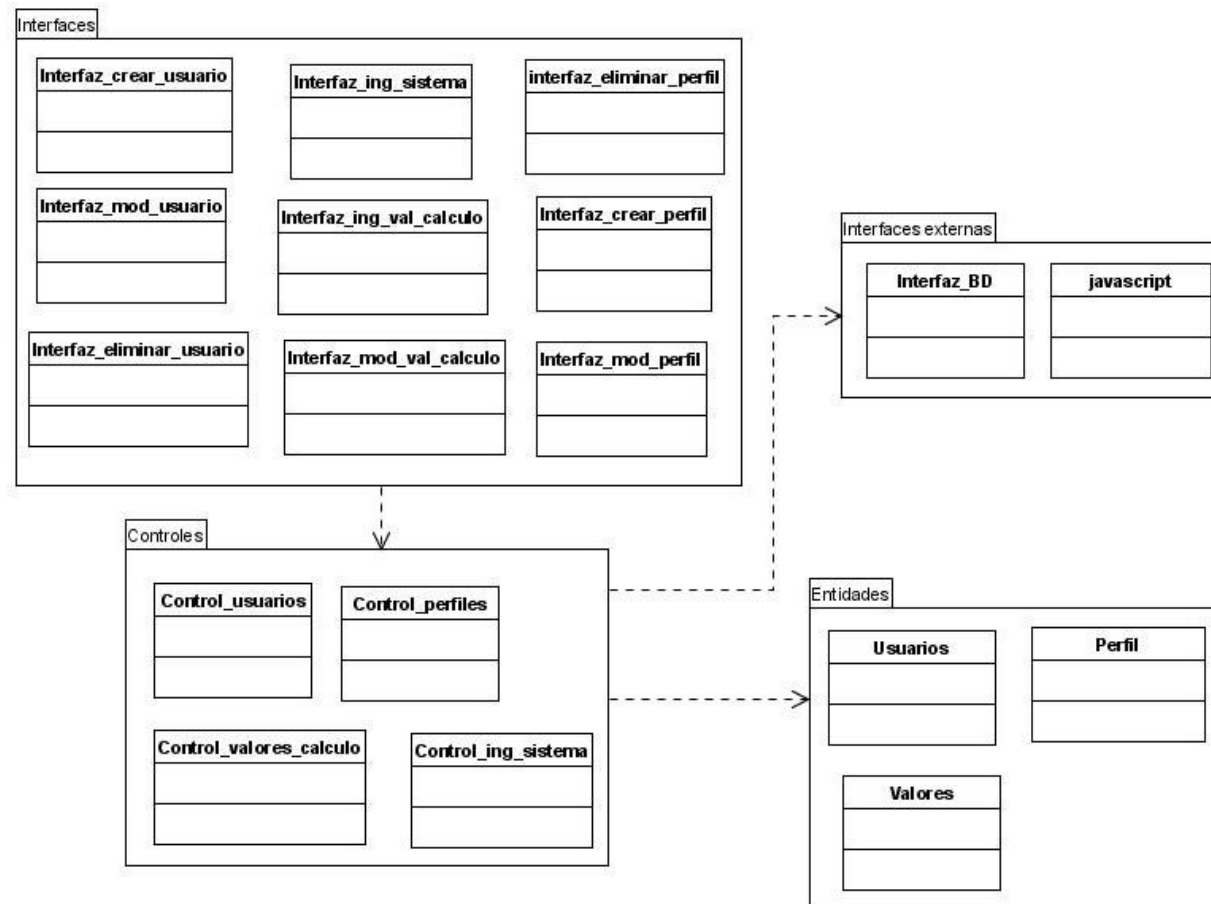 Interfaces
Interfaz_crear_usuario
Interfaz_ing_sistema
interfaz_eliminar_perfil
Interfaz_mod_usuario
Interfaz_ing_val_calculo
Interfaz_crear_perfil
Interfaz_eliminar_usuario
Interfaz_mod_val_calculo
Interfaz_mod_perfil
Interfaces externas
Interfaz_BD
javascript
Controles
Control_usuarios
Control_perfiles
Control_valores_calculo
Control_ing_sistema
Entidades
Usuarios
Perfil
Valores